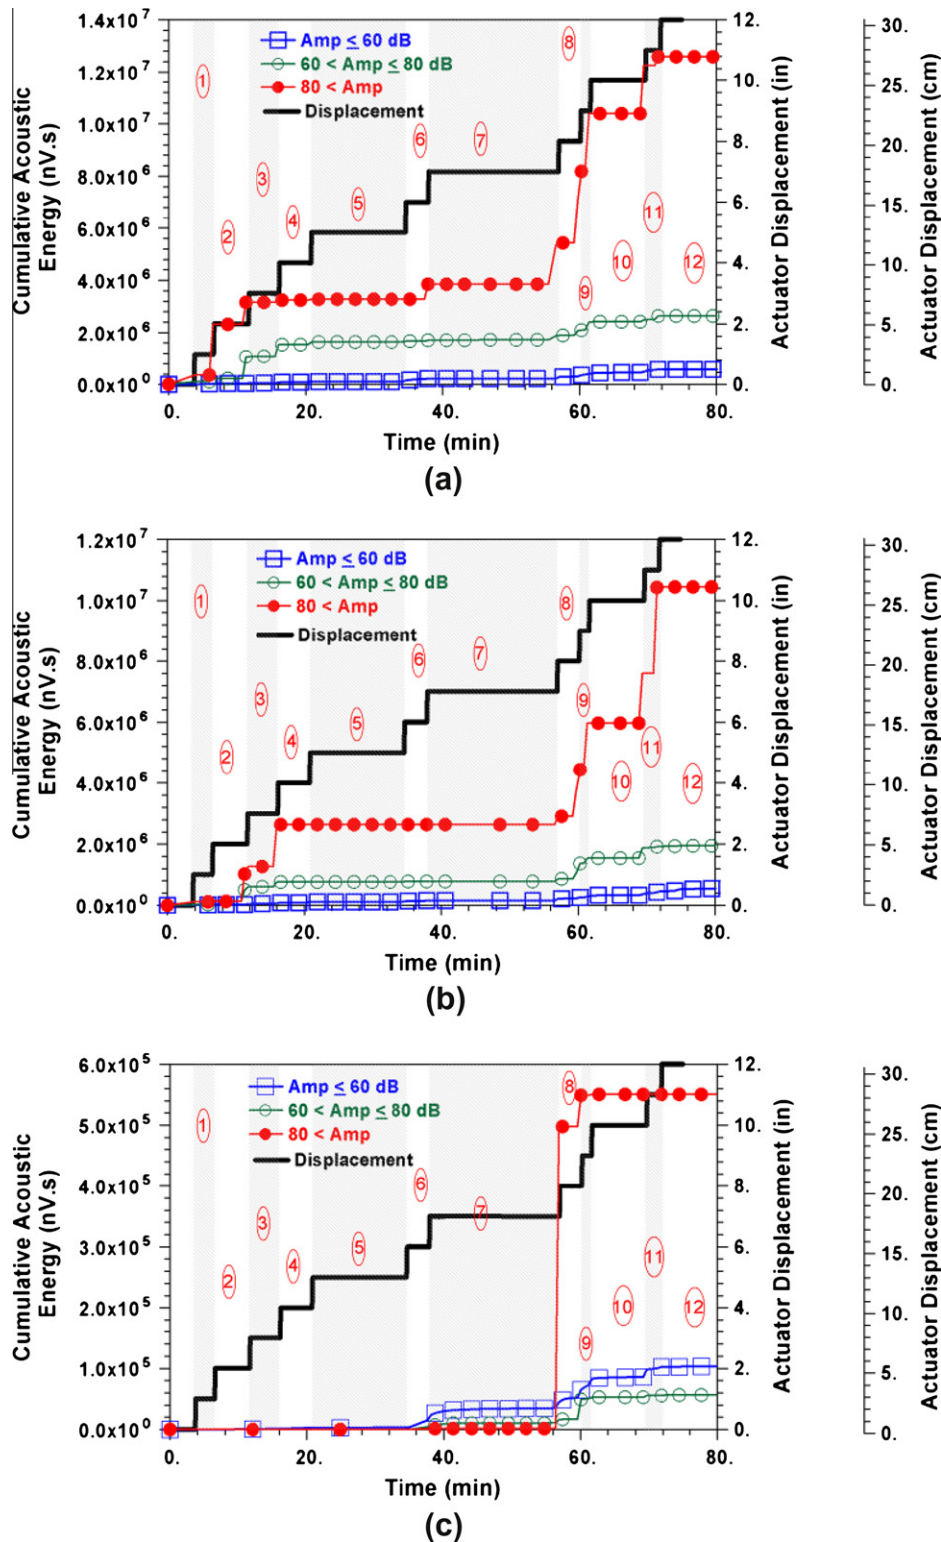 1.4x10^7
1.2x10^7
1.0x10^7
8.0x10^6
6.0x10^6
4.0x10^6
2.0x10^6
0.0x10^0
Cumulative Acoustic
Energy (nV.s)
Amp ≤ 60 dB
60 < Amp ≤ 80 dB
80 < Amp
Displacement
1
2
3
4
5
6
7
8
9
10
11
12
0.
20.
40.
60.
80.
Time (min)
12.
10.
8.
6.
4.
2.
0.
Actuator Displacement (in)
30.
25.
20.
15.
10.
5.
0.
Actuator Displacement (cm)
(a)
1.2x10^7
1.0x10^7
8.0x10^6
6.0x10^6
4.0x10^6
2.0x10^6
0.0x10^0
Cumulative Acoustic
Energy (nV.s)
Amp ≤ 60 dB
60 < Amp ≤ 80 dB
80 < Amp
Displacement
1
2
3
4
5
6
7
8
9
10
11
12
0.
20.
40.
60.
80.
Time (min)
12.
10.
8.
6.
4.
2.
0.
Actuator Displacement (in)
30.
25.
20.
15.
10.
5.
0.
Actuator Displacement (cm)
(b)
6.0x10^5
5.0x10^5
4.0x10^5
3.0x10^5
2.0x10^5
1.0x10^5
0.0x10^0
Cumulative Acoustic
Energy (nV.s)
Amp ≤ 60 dB
60 < Amp ≤ 80 dB
80 < Amp
Displacement
1
2
3
4
5
6
7
8
9
10
11
12
0.
20.
40.
60.
80.
Time (min)
12.
10.
8.
6.
4.
2.
0.
Actuator Displacement (in)
30.
25.
20.
15.
10.
5.
0.
Actuator Displacement (cm)
(c)